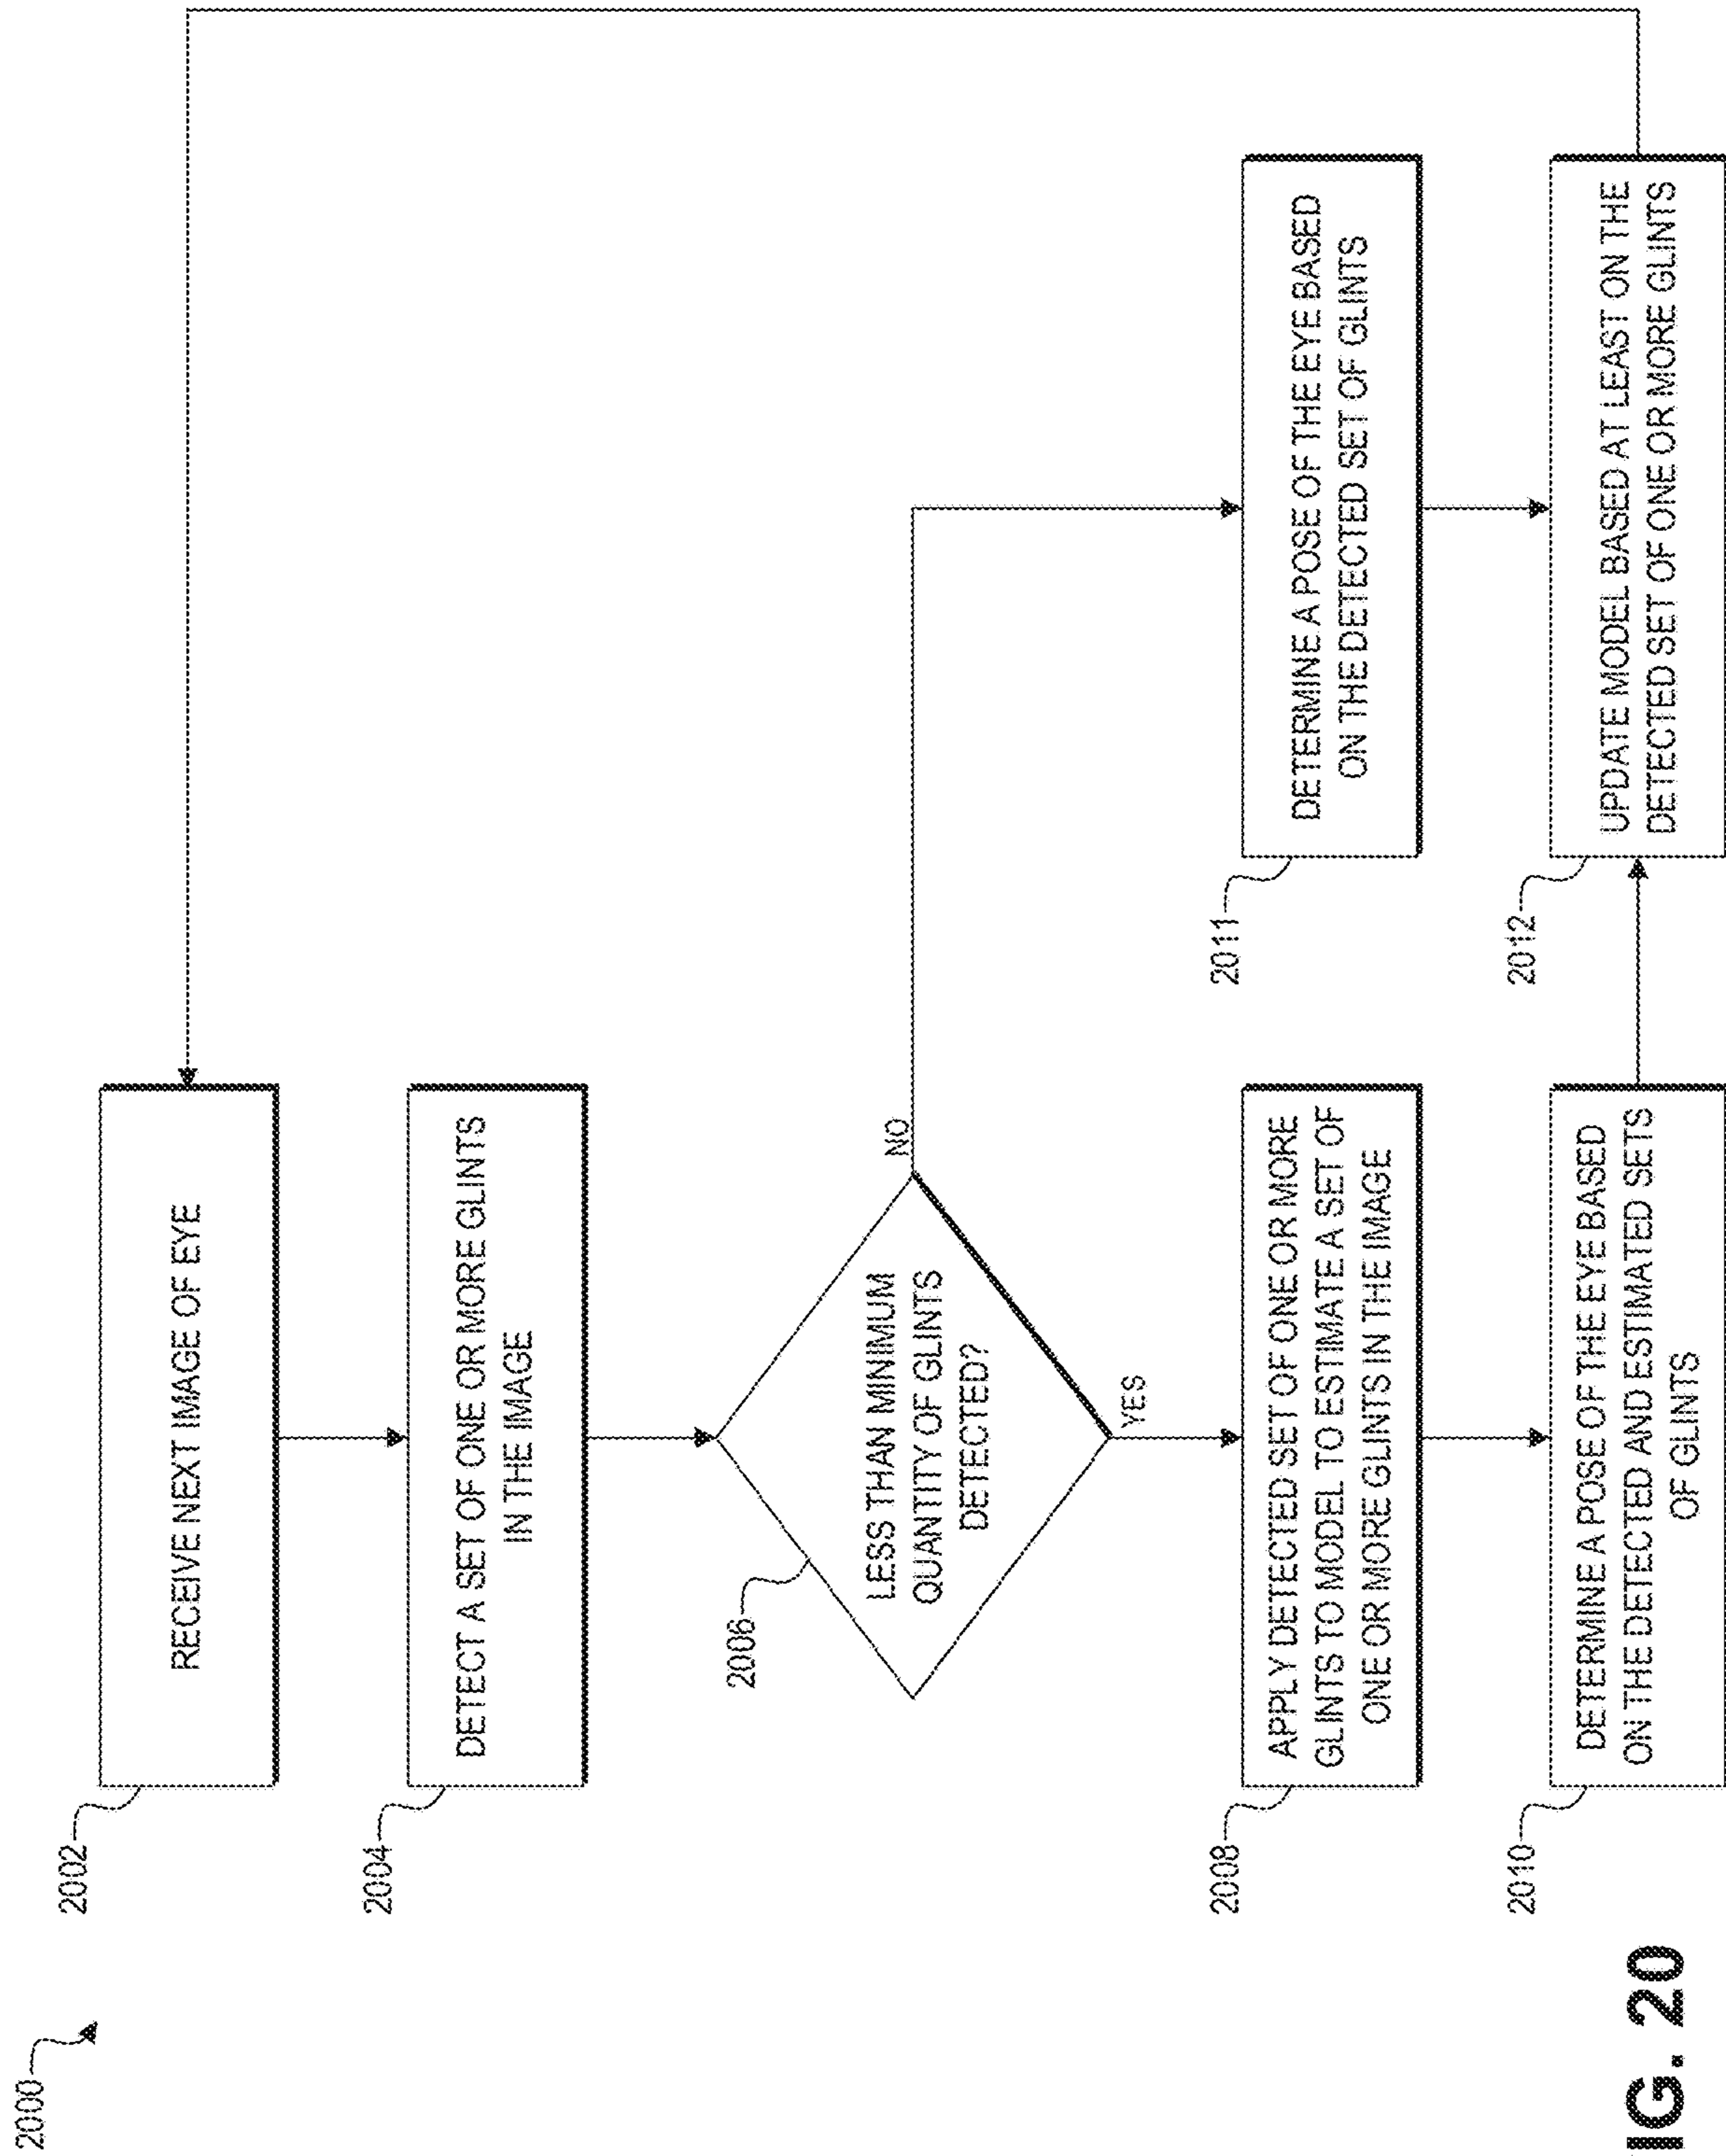 2000
2002
RECEIVE NEXT IMAGE OF EYE
2004
DETECT A SET OF ONE OR MORE GLINTS
IN THE IMAGE
2006
LESS THAN MINIMUM
QUANTITY OF GLINTS
DETECTED?
NO
YES
2008
APPLY DETECTED SET OF ONE OR MORE
GLINTS TO MODEL TO ESTIMATE A SET OF
ONE OR MORE GLINTS IN THE IMAGE
2011
DETERMINE A POSE OF THE EYE BASED
ON THE DETECTED SET OF GLINTS
2010
DETERMINE A POSE OF THE EYE BASED
ON THE DETECTED AND ESTIMATED SETS
OF GLINTS
2012
UPDATE MODEL BASED AT LEAST ON THE
DETECTED SET OF ONE OR MORE GLINTS
IG. 20